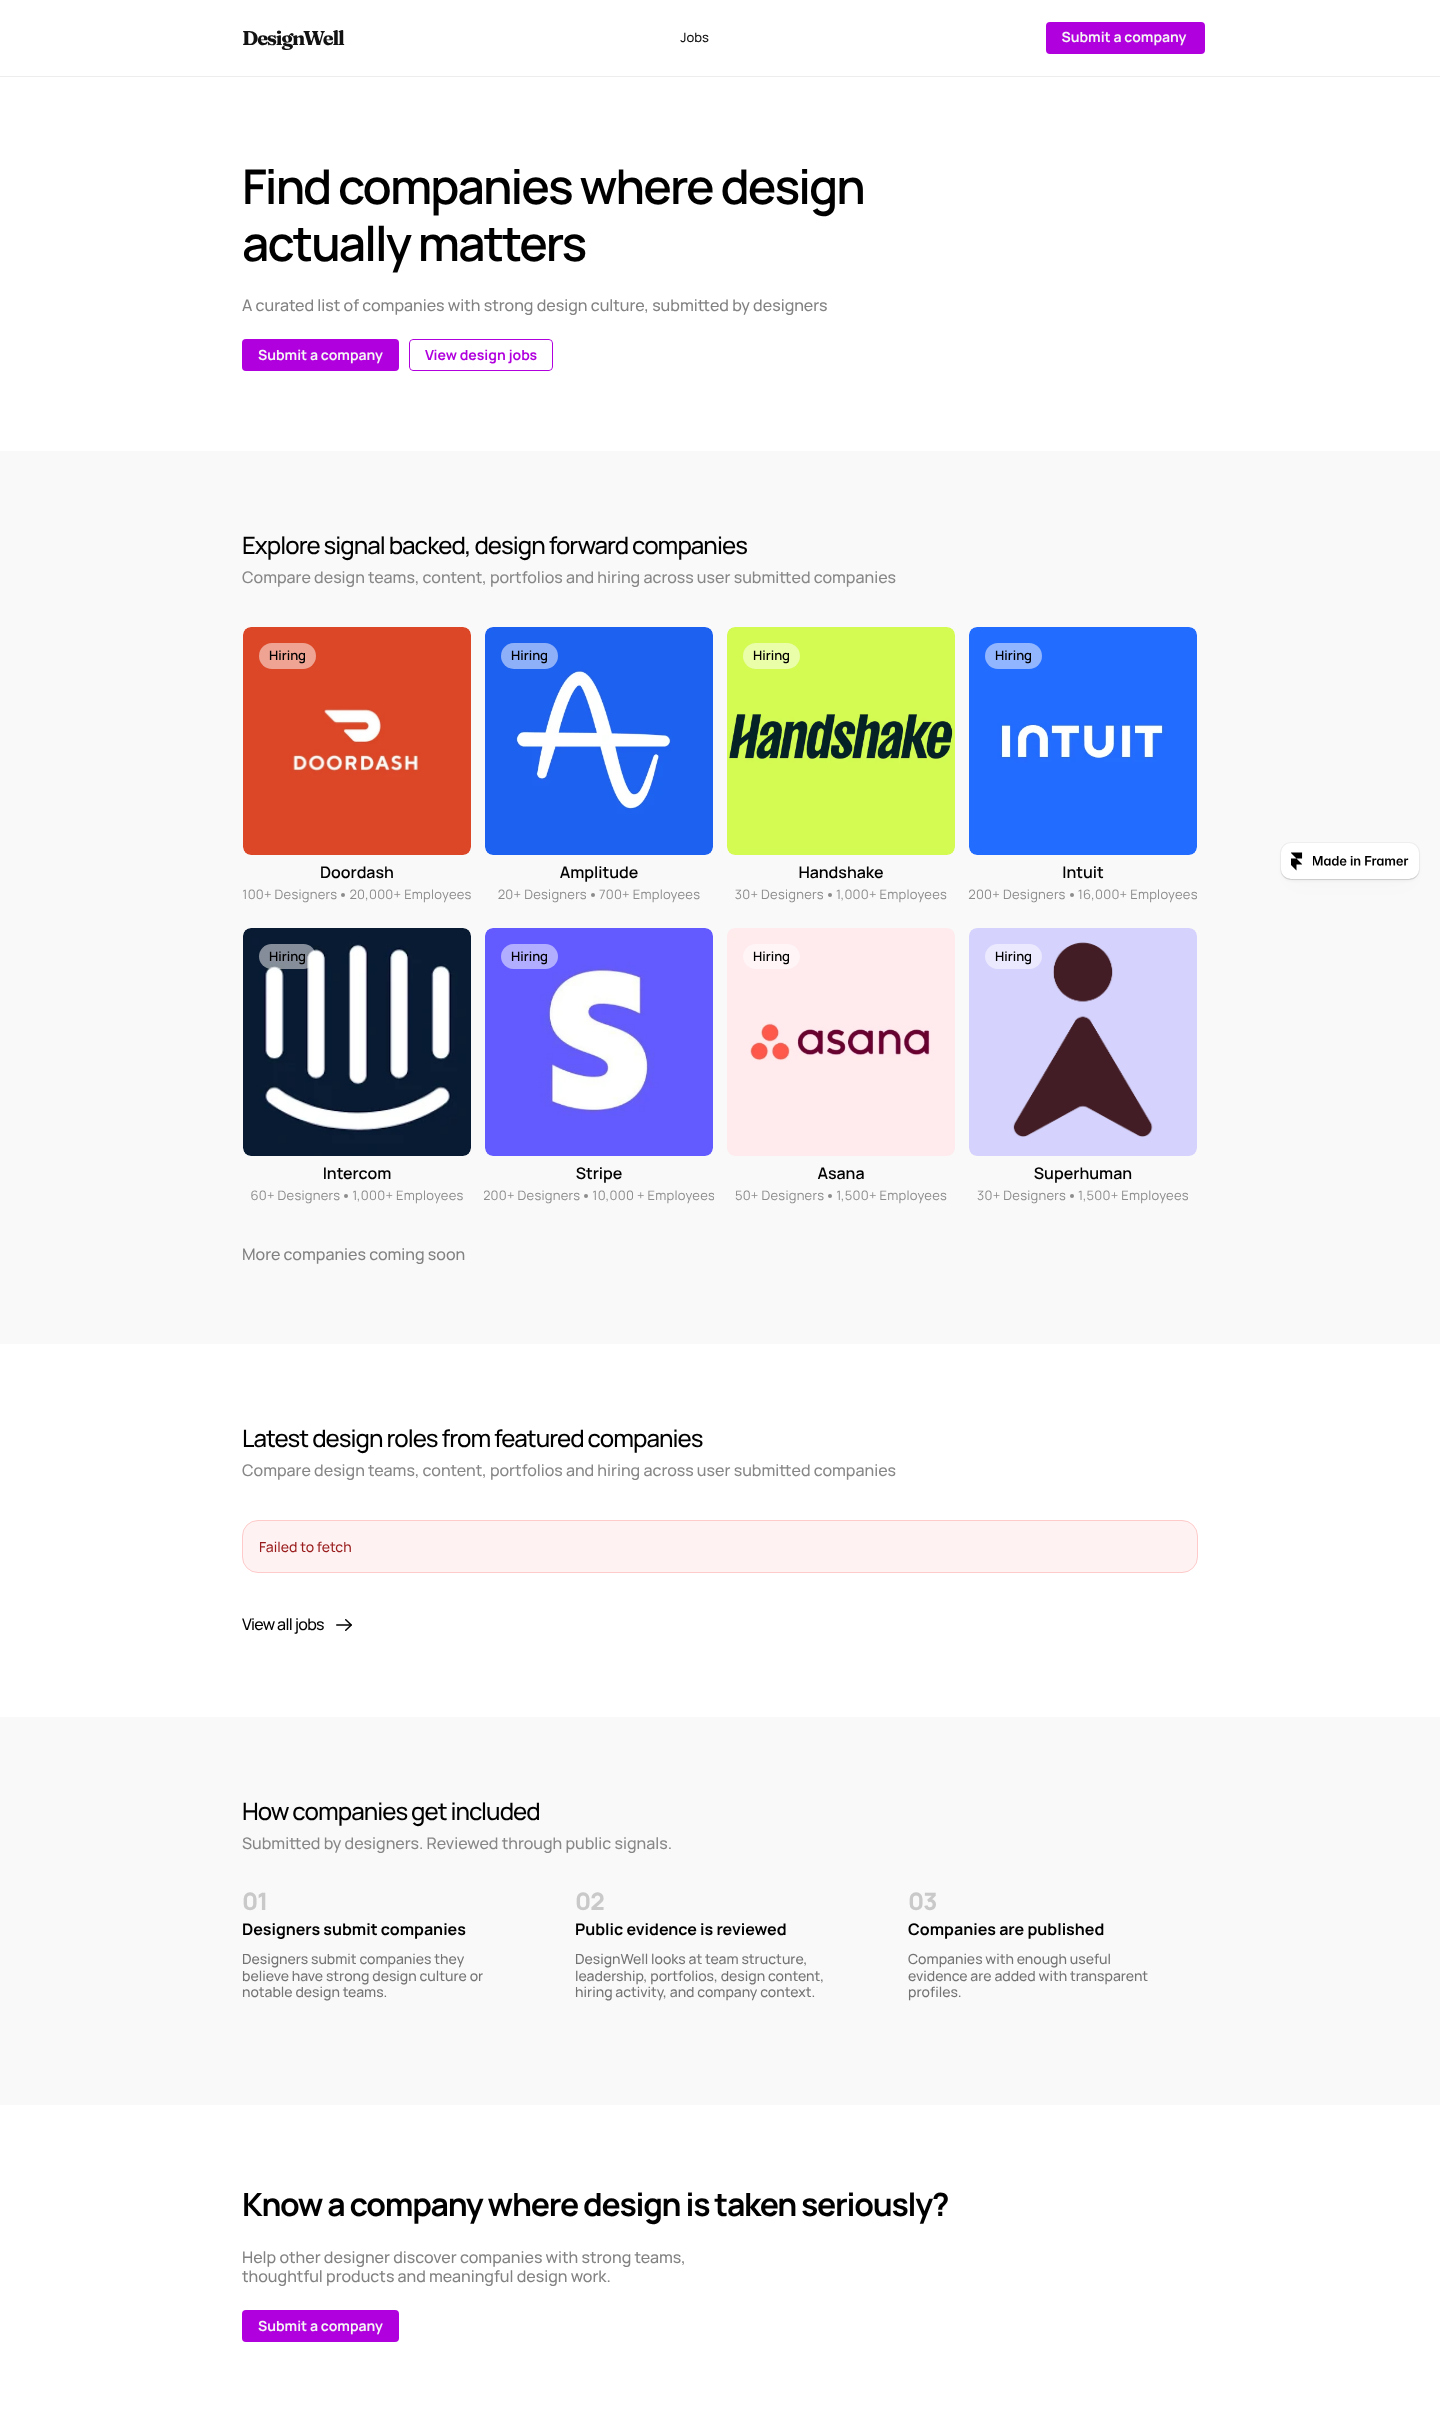 DesignWell
Jobs
Submit a company
Find companies where design
actually matters
A curated list of companies with strong design culture, submitted by designers
Submit a company
View design jobs
Explore signal backed, design forward companies
Compare design teams, content, portfolios and hiring across user submitted companies
Hiring
DOORDASH
Doordash
100+ Designers • 20,000+ Employees
Hiring
Amplitude
20+ Designers • 700+ Employees
Hiring
Handshake
Handshake
30+ Designers • 1,000+ Employees
Hiring
INTUIT
Intuit
200+ Designers • 16,000+ Employees
Made in Framer
Hiring
Intercom
60+ Designers • 1,000+ Employees
Hiring
S
Stripe
200+ Designers • 10,000 + Employees
Hiring
asana
Asana
50+ Designers • 1,500+ Employees
Hiring
Superhuman
30+ Designers • 1,500+ Employees
More companies coming soon
Latest design roles from featured companies
Compare design teams, content, portfolios and hiring across user submitted companies
Failed to fetch
View all jobs →
How companies get included
Submitted by designers. Reviewed through public signals.
01
Designers submit companies
Designers submit companies they
believe have strong design culture or
notable design teams.
02
Public evidence is reviewed
DesignWell looks at team structure,
leadership, portfolios, design content,
hiring activity, and company context.
03
Companies are published
Companies with enough useful
evidence are added with transparent
profiles.
Know a company where design is taken seriously?
Help other designer discover companies with strong teams,
thoughtful products and meaningful design work.
Submit a company